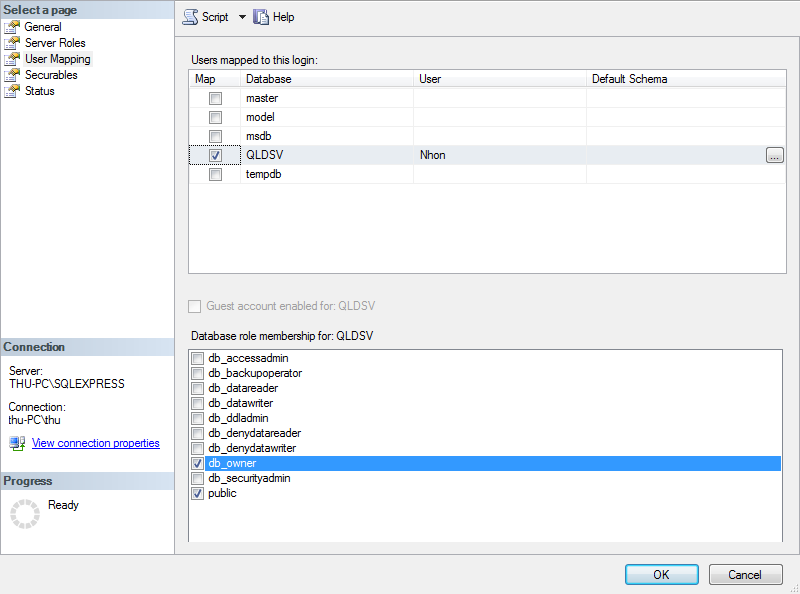 Select a page
General
Server Roles
User Mapping
Securables
Status
Script Help
Users mapped to this login:
Map Database User Default Schema
master
model
msdb
QLDSV Nhon ...
tempdb
Guest account enabled for: QLDSV
Database role membership for: QLDSV
db_accessadmin
db_backupoperator
db_datareader
db_datawriter
db_ddladmin
db_denydatareader
db_denydatawriter
db_owner
db_securityadmin
public
Connection
Server:
THU-PC\SQLEXPRESS
Connection:
thu-PC\thu
View connection properties
Progress
Ready
OK Cancel